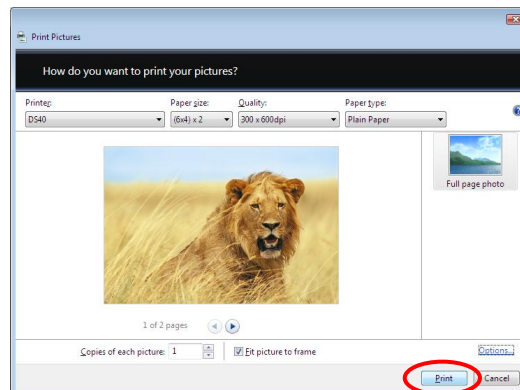 Print Pictures
How do you want to print your pictures?
Printer: Paper size: Quality: Paper type:
DS40 (6x4) x 2 300 x 600dpi Plain Paper
Full page photo
1 of 2 pages
Copies of each picture: 1 Fit picture to frame Options...
Print Cancel